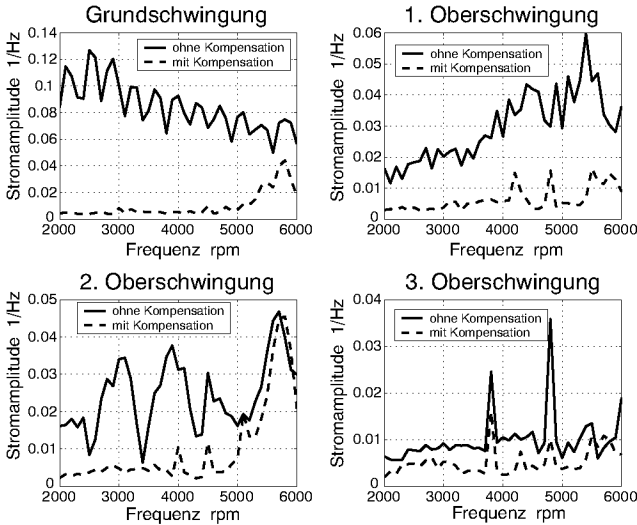 Grundschwingung
0.14
0.12
0.1
0.08
0.06
0.04
0.02
0
Stromamplitude 1/Hz
ohne Kompensation
mit Kompensation
2000 3000 4000 5000 6000
Frequenz rpm
1. Oberschwingung
0.06
0.05
0.04
0.03
0.02
0.01
0
Stromamplitude 1/Hz
ohne Kompensation
mit Kompensation
2000 3000 4000 5000 6000
Frequenz rpm
2. Oberschwingung
0.05
0.04
0.03
0.02
0.01
0
Stromamplitude 1/Hz
ohne Kompensation
mit Kompensation
2000 3000 4000 5000 6000
Frequenz rpm
3. Oberschwingung
0.04
0.03
0.02
0.01
0
Stromamplitude 1/Hz
ohne Kompensation
mit Kompensation
2000 3000 4000 5000 6000
Frequenz rpm